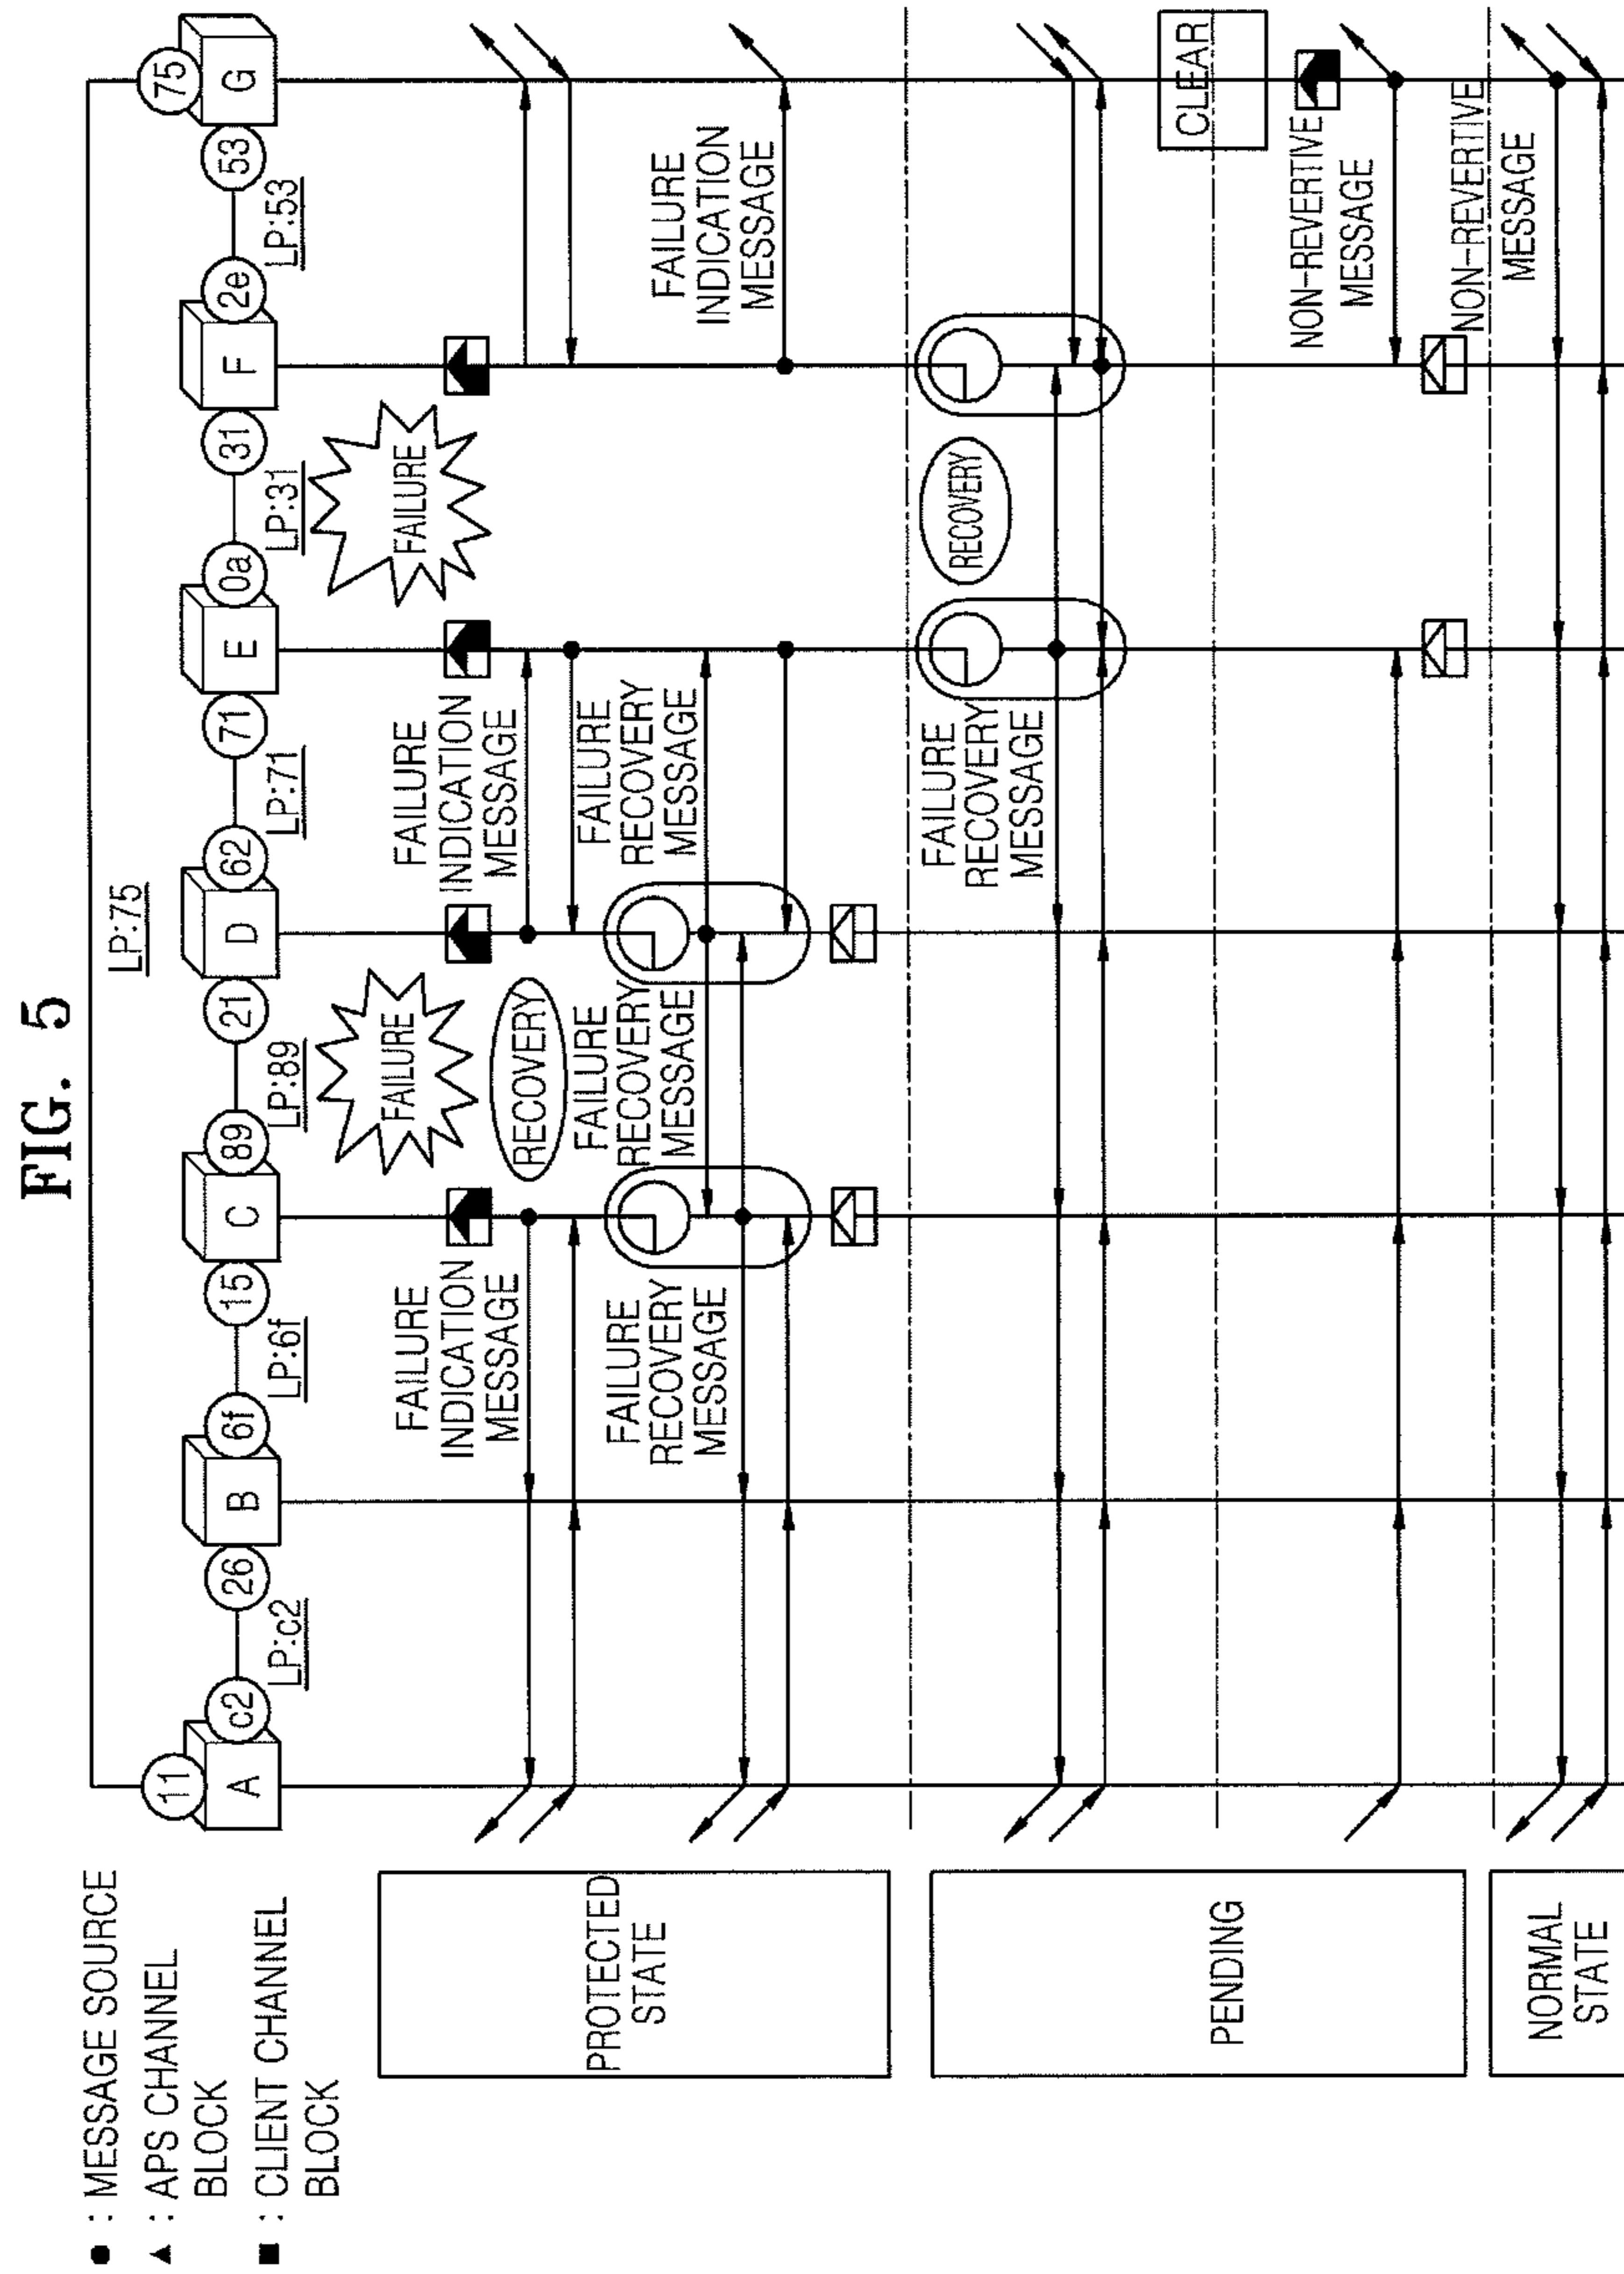 FIG. 5
● : MESSAGE SOURCE
▲ : APS CHANNEL
BLOCK
■ : CLIENT CHANNEL
BLOCK
LP:75
11
A
c2
26
B
6f
15
C
89
21
D
62
71
E
0a
31
F
2e
53
G
75
LP:c2
LP:6f
LP:89
LP:71
LP:31
LP:53
FAILURE
FAILURE
PROTECTED
STATE
FAILURE
INDICATION
MESSAGE
FAILURE
INDICATION
MESSAGE
RECOVERY
FAILURE
RECOVERY
MESSAGE
FAILURE
RECOVERY
MESSAGE
FAILURE
RECOVERY
MESSAGE
FAILURE
INDICATION
MESSAGE
PENDING
RECOVERY
FAILURE
RECOVERY
MESSAGE
CLEAR
NON-REVERTIVE
MESSAGE
NORMAL
STATE
NON-REVERTIVE
MESSAGE